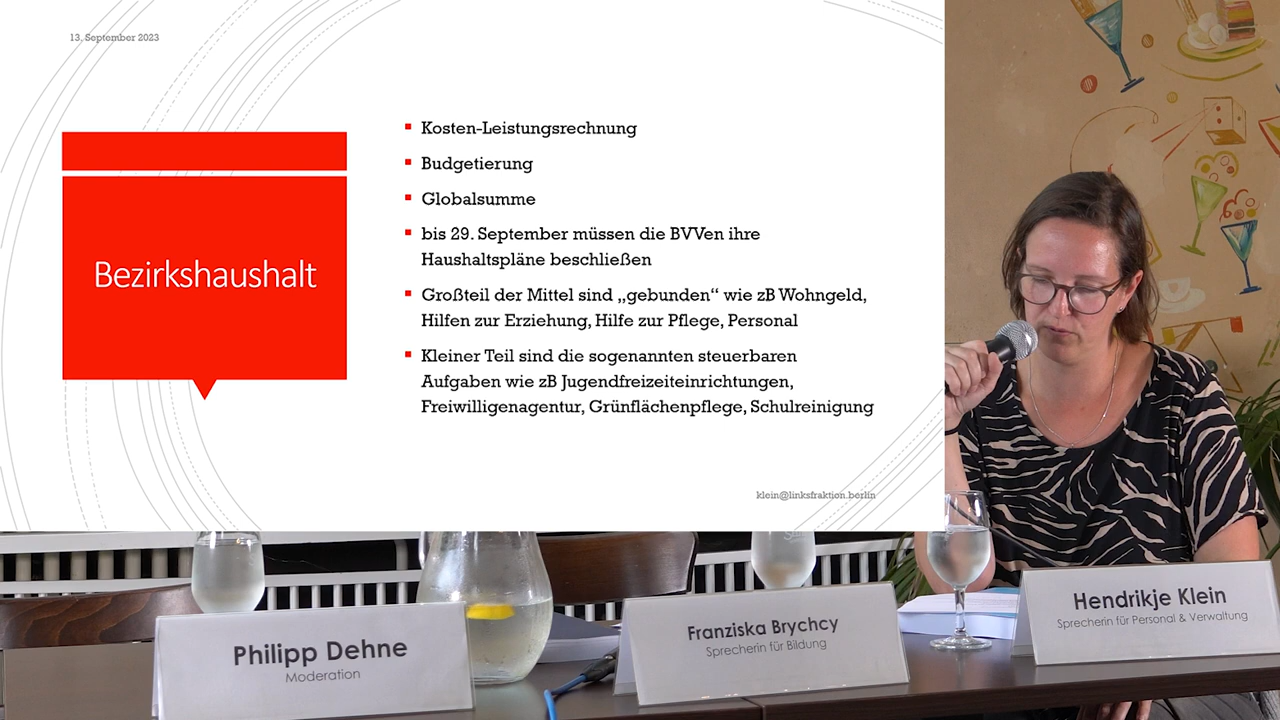 13. September 2023
Bezirkshaushalt
Kosten-Leistungsrechnung
Budgetierung
Globalsumme
bis 29. September müssen die BVVen ihre
Haushaltspläne beschließen
Großteil der Mittel sind „gebunden“ wie zB Wohngeld,
Hilfen zur Erziehung, Hilfe zur Pflege, Personal
Kleiner Teil sind die sogenannten steuerbaren
Aufgaben wie zB Jugendfreizeiteinrichtungen,
Freiwilligenagentur, Grünflächenpflege, Schulreinigung
klein@linksfraktion.berlin
Philipp Dehne
Moderation
Franziska Brychcy
Sprecherin für Bildung
Hendrikje Klein
Sprecherin für Personal & Verwaltung